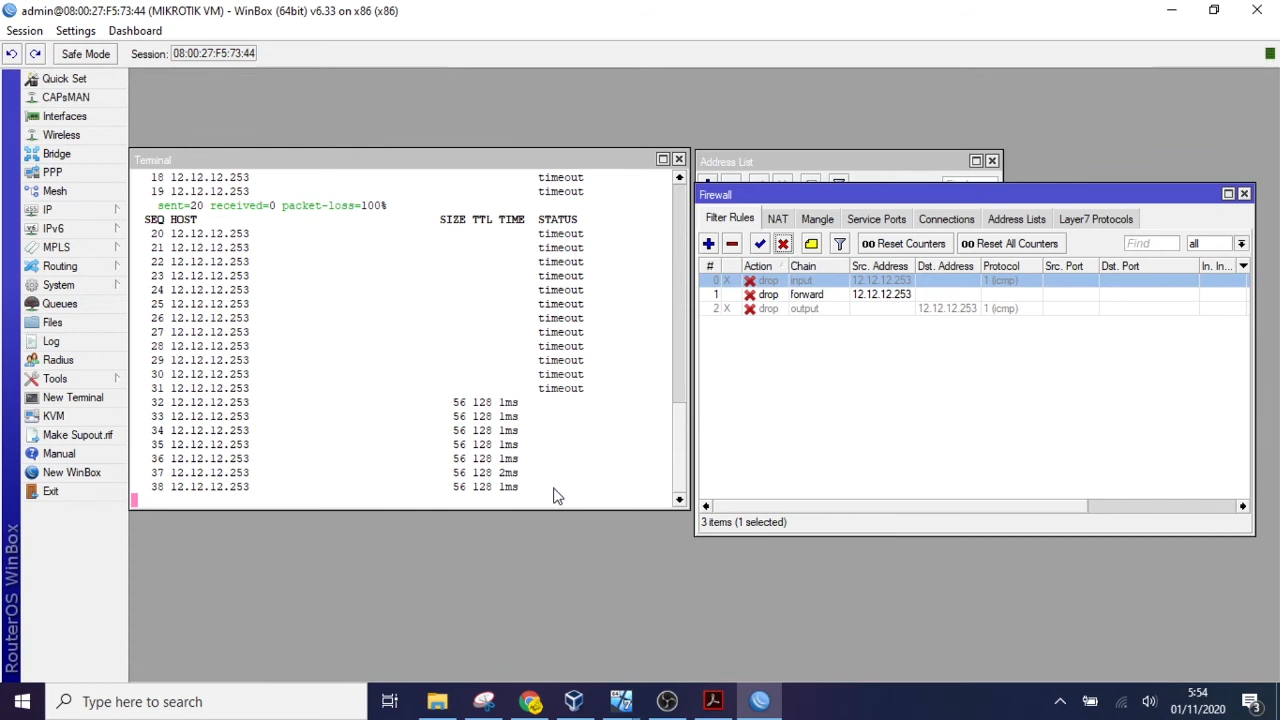 admin@08:00:27:F5:73:44 (MIKROTIK VM) - WinBox (64bit) v6.33 on x86 (x86)
Session Settings Dashboard
Safe Mode Session: 08:00:27:F5:73:44
Quick Set
CAPsMAN
Interfaces
Wireless
Bridge
PPP
Mesh
IP
IPv6
MPLS
Routing
System
Queues
Files
Log
Radius
Tools
New Terminal
KVM
Make Supout.rif
Manual
New WinBox
Exit
RouterOS WinBox
Terminal
18 12.12.12.253 timeout
19 12.12.12.253 timeout
sent=20 received=0 packet-loss=100%
SEQ HOST SIZE TTL TIME STATUS
20 12.12.12.253 timeout
21 12.12.12.253 timeout
22 12.12.12.253 timeout
23 12.12.12.253 timeout
24 12.12.12.253 timeout
25 12.12.12.253 timeout
26 12.12.12.253 timeout
27 12.12.12.253 timeout
28 12.12.12.253 timeout
29 12.12.12.253 timeout
30 12.12.12.253 timeout
31 12.12.12.253 timeout
32 12.12.12.253 56 128 1ms
33 12.12.12.253 56 128 1ms
34 12.12.12.253 56 128 1ms
35 12.12.12.253 56 128 1ms
36 12.12.12.253 56 128 1ms
37 12.12.12.253 56 128 2ms
38 12.12.12.253 56 128 1ms
Address List
Firewall
Filter Rules NAT Mangle Service Ports Connections Address Lists Layer7 Protocols
00 Reset Counters 00 Reset All Counters Find all
# Action Chain Src. Address Dst. Address Protocol Src. Port Dst. Port In. In...
0 X drop input 12.12.12.253 1 (icmp)
1 drop forward 12.12.12.253
2 X drop output 12.12.12.253 1 (icmp)
3 items (1 selected)
Type here to search
5:54
01/11/2020
3